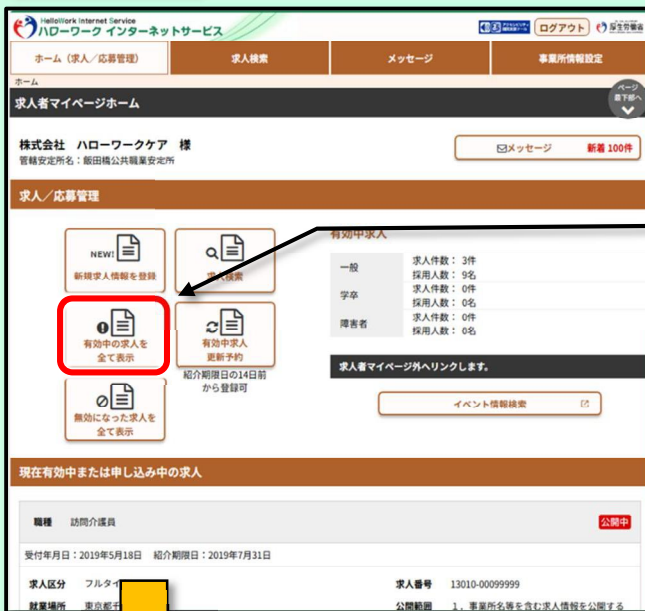 HelloWork Internet Service
ハローワーク インターネットサービス
ログアウト
厚生労働省
ホーム（求人／応募管理）
求人検索
メッセージ
事業所情報設定
ホーム
求人者マイページホーム
ページ
最下部へ
株式会社 ハローワークケア 様
管轄安定所名：飯田橋公共職業安定所
メッセージ 新着 100件
求人／応募管理
NEW!
新規求人情報を登録
求人検索
有効中の求人を
全て表示
有効中求人
更新予約
紹介期限日の14日前
から登録可
無効になった求人を
全て表示
有効中求人
一般
求人件数： 3件
採用人数： 9名
学卒
求人件数： 0件
採用人数： 0名
障害者
求人件数： 0件
採用人数： 0名
求人者マイページ外へリンクします。
イベント情報検索
現在有効中または申し込み中の求人
職種 訪問介護員
公開中
受付年月日：2019年5月18日 紹介期限日：2019年7月31日
求人区分 フルタイ
求人番号 13010-00099999
就業場所 東京都千
公開範囲 1．事業所名等を含む求人情報を公開する